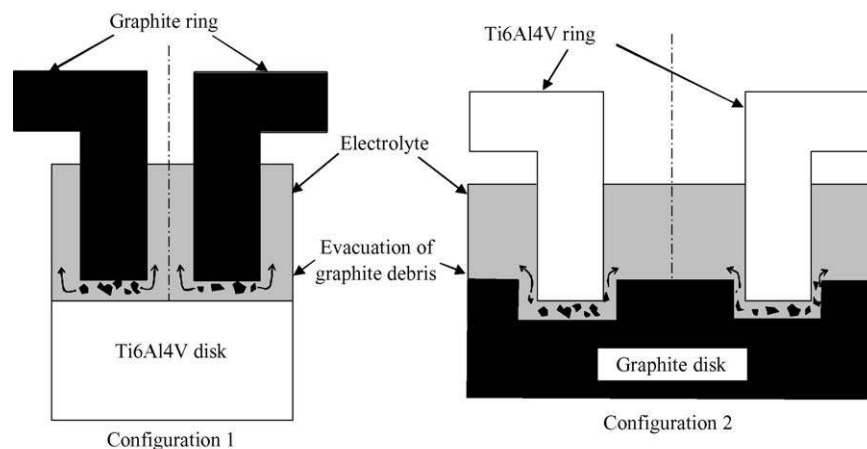 Graphite ring
Ti6Al4V ring
Electrolyte
Evacuation of
graphite debris
Ti6Al4V disk
Graphite disk
Configuration 1
Configuration 2